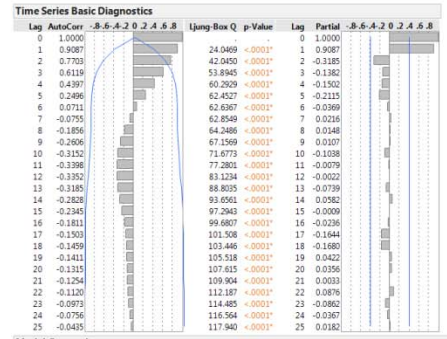 Time Series Basic Diagnostics
Lag AutoCorr -.8-.6-.4-.2 0 .2 .4 .6 .8 Ljung-Box Q p-Value Lag Partial -.8-.6-.4-.2 0 .2 .4 .6 .8
0 1.0000 . . 0 1.0000
1 0.9087 24.0469 <.0001* 1 0.9087
2 0.7703 42.0450 <.0001* 2 -0.3185
3 0.6119 53.8945 <.0001* 3 -0.1382
4 0.4397 60.2929 <.0001* 4 -0.1502
5 0.2496 62.4527 <.0001* 5 -0.2115
6 0.0711 62.6367 <.0001* 6 -0.0369
7 -0.0755 62.8549 <.0001* 7 0.0216
8 -0.1856 64.2486 <.0001* 8 0.0148
9 -0.2606 67.1569 <.0001* 9 0.0107
10 -0.3152 71.6773 <.0001* 10 -0.1038
11 -0.3398 77.2801 <.0001* 11 -0.0079
12 -0.3352 83.1234 <.0001* 12 -0.0022
13 -0.3185 88.8035 <.0001* 13 -0.0739
14 -0.2828 93.6561 <.0001* 14 0.0582
15 -0.2345 97.2943 <.0001* 15 -0.0009
16 -0.1811 99.6807 <.0001* 16 -0.0236
17 -0.1503 101.508 <.0001* 17 -0.1644
18 -0.1459 103.446 <.0001* 18 -0.1680
19 -0.1411 105.518 <.0001* 19 0.0422
20 -0.1315 107.615 <.0001* 20 0.0356
21 -0.1254 109.904 <.0001* 21 0.0033
22 -0.1120 112.187 <.0001* 22 0.0876
23 -0.0973 114.485 <.0001* 23 -0.0862
24 -0.0756 116.564 <.0001* 24 -0.0367
25 -0.0435 117.940 <.0001* 25 0.0182